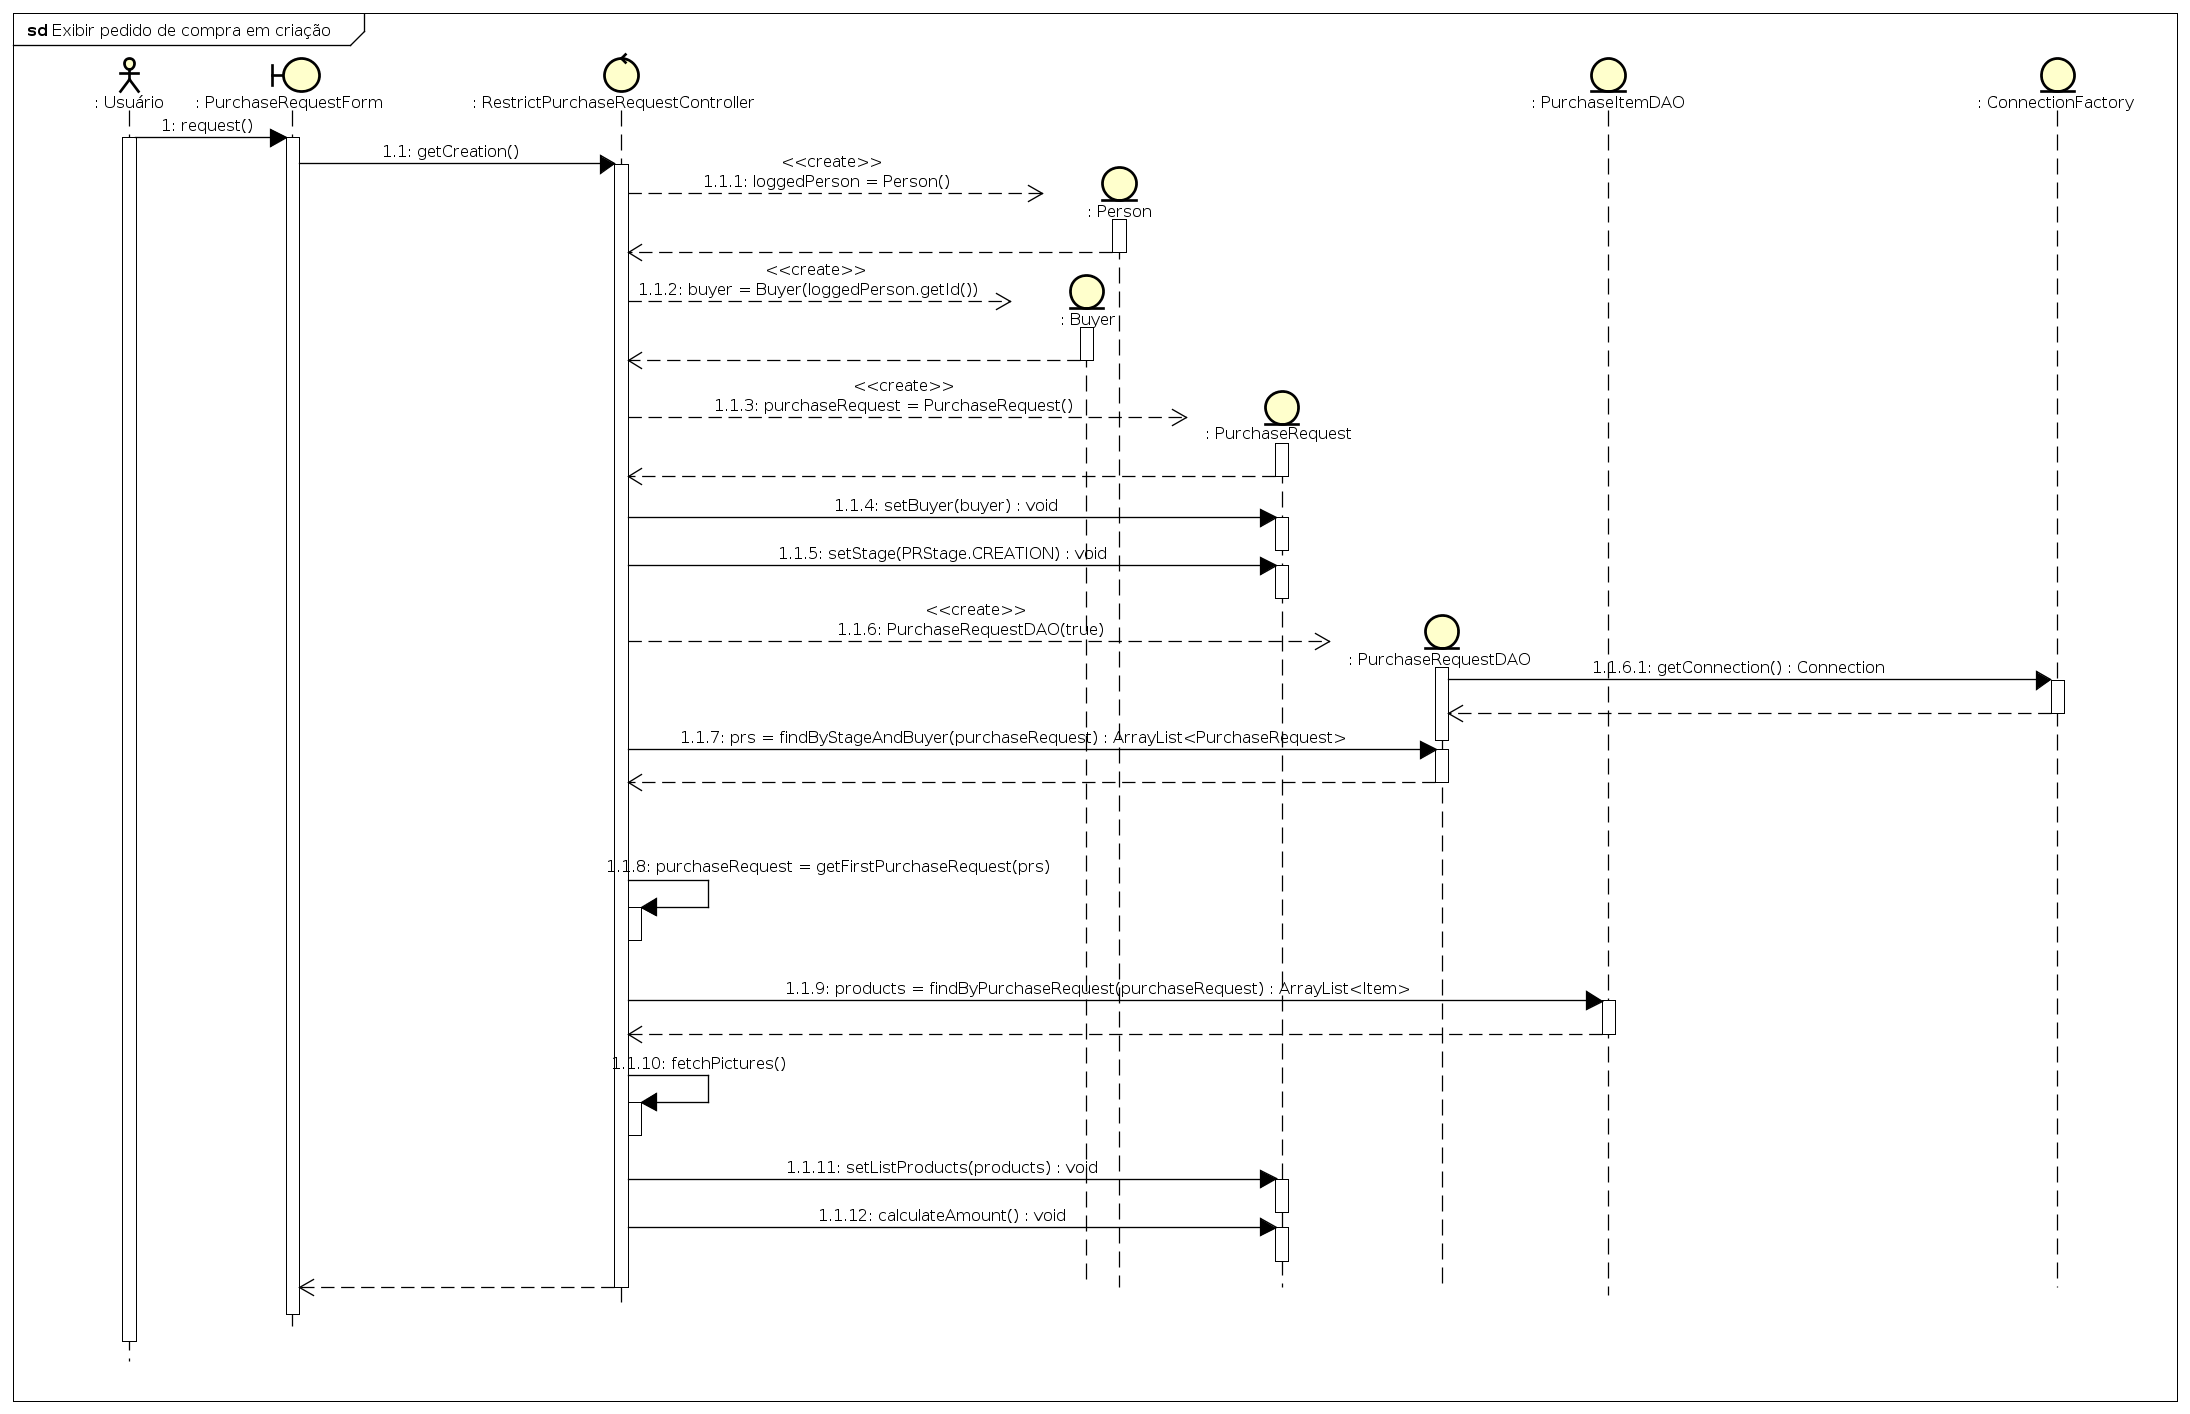 sd Exibir pedido de compra em criação
: Usuário
: PurchaseRequestForm
: RestrictPurchaseRequestController
: PurchaseItemDAO
: ConnectionFactory
1: request()
1.1: getCreation()
<<create>>
1.1.1: loggedPerson = Person()
: Person
<<create>>
1.1.2: buyer = Buyer(loggedPerson.getId())
: Buyer
<<create>>
1.1.3: purchaseRequest = PurchaseRequest()
: PurchaseRequest
1.1.4: setBuyer(buyer) : void
1.1.5: setStage(PRStage.CREATION) : void
<<create>>
1.1.6: PurchaseRequestDAO(true)
: PurchaseRequestDAO
1.1.6.1: getConnection() : Connection
1.1.7: prs = findByStageAndBuyer(purchaseRequest) : ArrayList<PurchaseRequest>
1.1.8: purchaseRequest = getFirstPurchaseRequest(prs)
1.1.9: products = findByPurchaseRequest(purchaseRequest) : ArrayList<Item>
1.1.10: fetchPictures()
1.1.11: setListProducts(products) : void
1.1.12: calculateAmount() : void